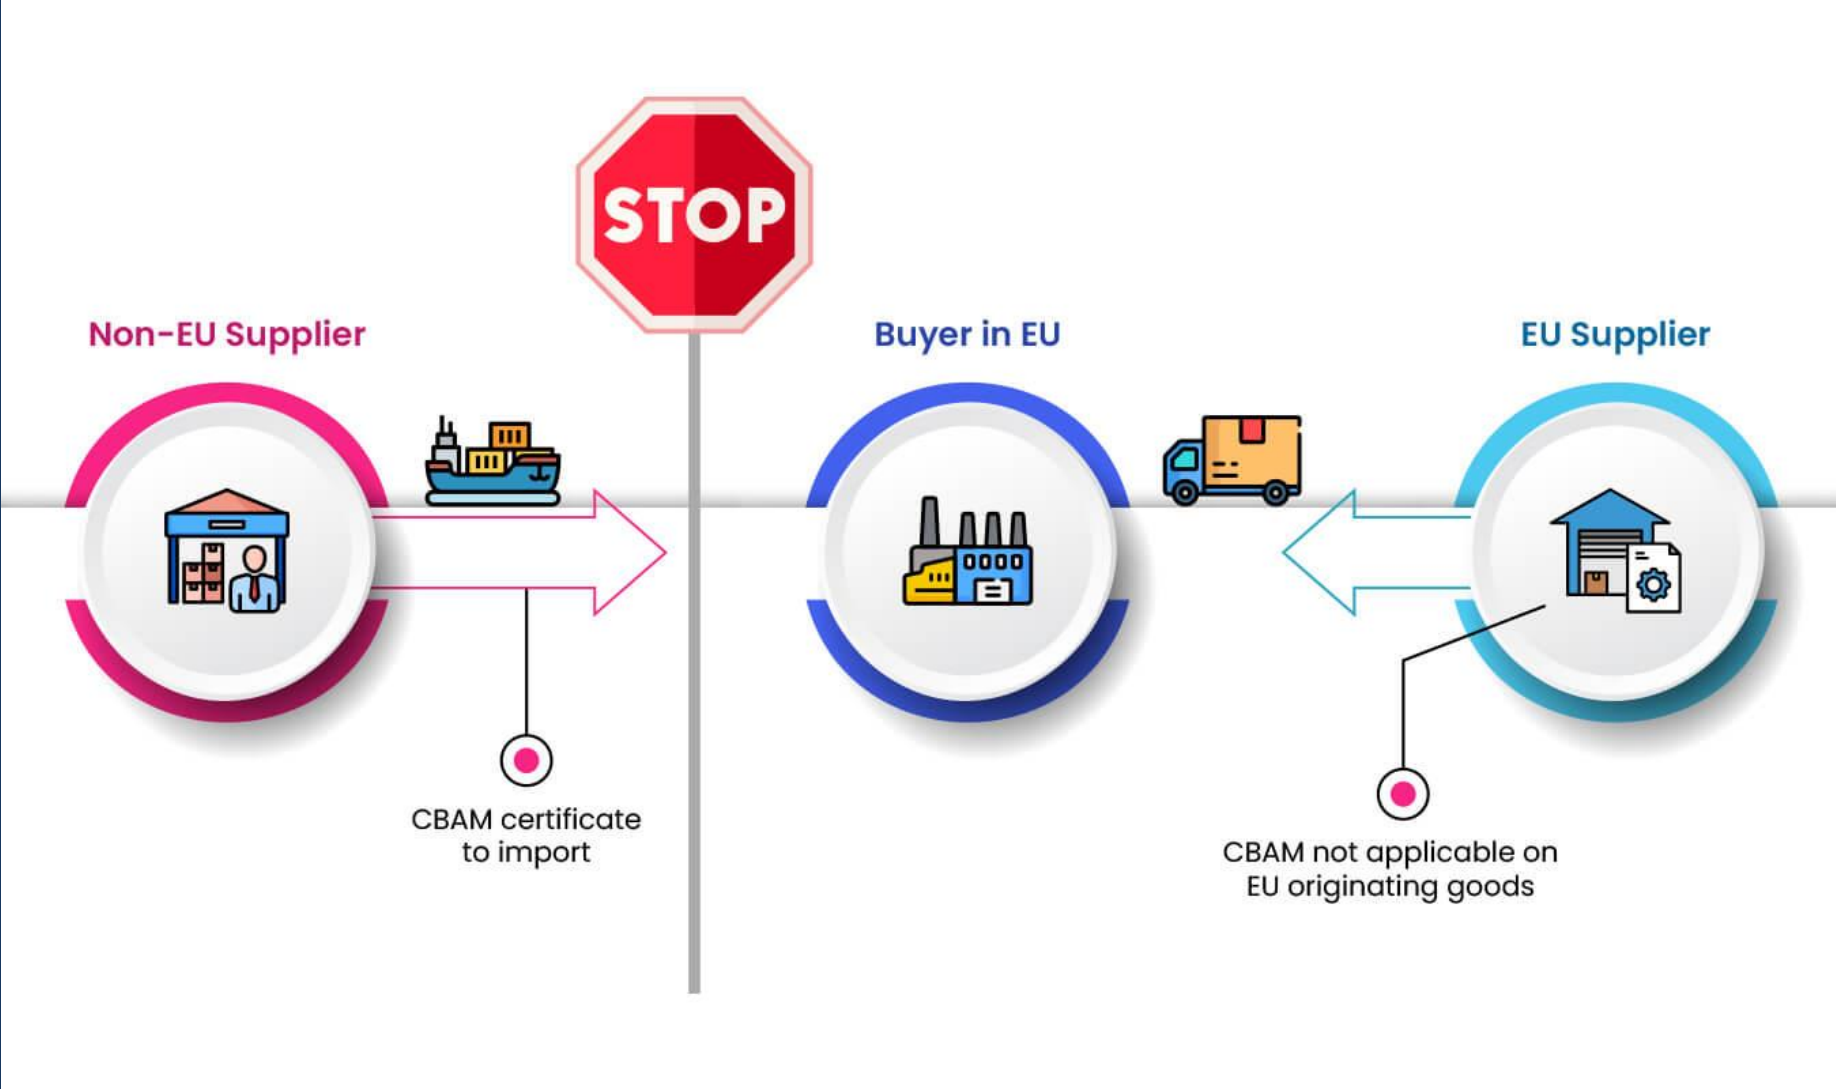 STOP
Non-EU Supplier
Buyer in EU
EU Supplier
CBAM certificate
to import
CBAM not applicable on
EU originating goods